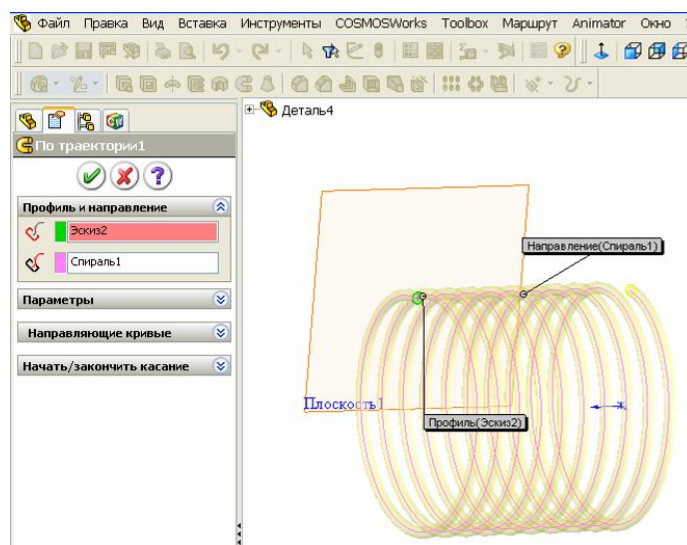 Файл Правка Вид Вставка Инструменты COSMOSWorks Toolbox Маршрут Animator Окно
Деталь4
По траектории1
Профиль и направление
Эскиз2
Спираль1
Параметры
Направляющие кривые
Начать/закончить касание
Направление(Спираль1)
Плоскость1
Профиль(Эскиз2)